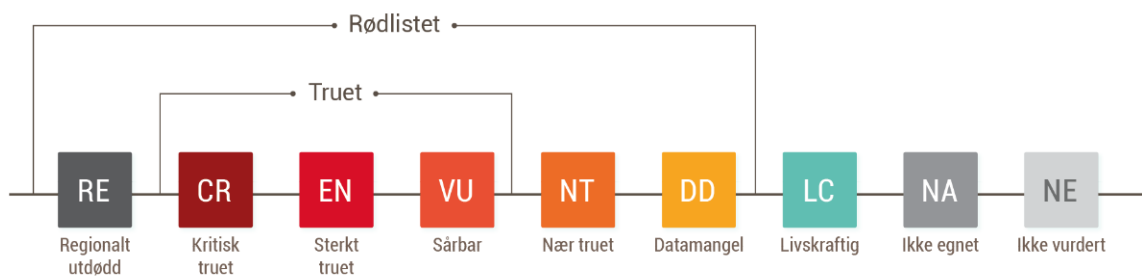 Rødlistet
Truet
RE
CR
EN
VU
NT
DD
LC
NA
NE
Regionalt
utdødd
Kritisk
truet
Sterkt
truet
Sårbar
Nær truet
Datamangel
Livskraftig
Ikke egnet
Ikke vurdert